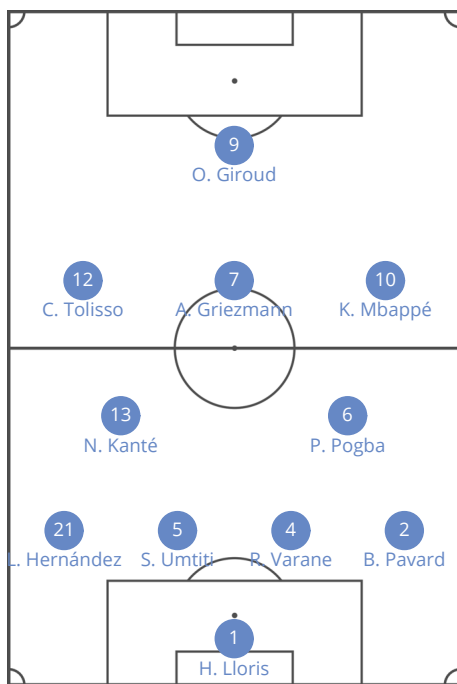 9
O. Giroud
12
7
10
C. Tolisso
A. Griezmann
K. Mbappé
13
6
N. Kanté
P. Pogba
21
5
4
2
L. Hernández
S. Umtiti
R. Varane
B. Pavard
1
H. Lloris